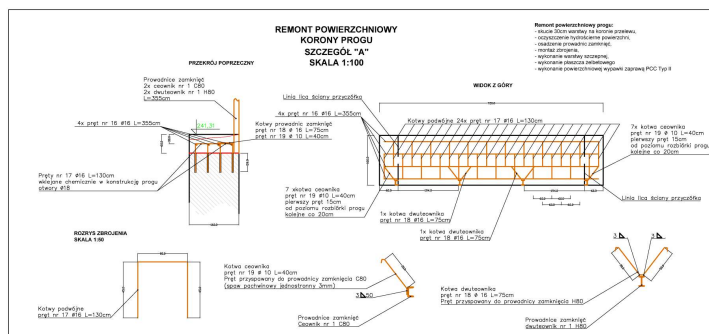 REMONT POWIERZCHNIOWY
KORONY PROGU
SZCZEGÓŁ "A"
SKALA 1:100
Remont powierzchniowy progu:
- skucie 30cm warstwy na koronie przelewu,
- oczyszczenie hydrościerne powierzchni,
- osadzenie prowadnic zamknięć,
- montaż zbrojenia,
- wykonanie warstwy szczepnej,
- wykonanie płaszcza żelbetowego
- wykonanie powierzchniowej wyprawki zaprawą PCC Typ II
PRZEKRÓJ POPRZECZNY
Prowadnice zamknięć
2x ceownik nr 1 C80
2x dwuteownik nr 1 H80
L=355cm
4x pręt nr 16 ø16 L=355cm
241,31
Kotwy prowadnic zamknięć
pręt nr 18 ø 16 L=75cm
pręt nr 19 ø 10 L=40cm
Pręty nr 17 ø16 L=130cm
wklejone chemicznie w konstrukcję progu
otwory ø18
WIDOK Z GÓRY
Linia lica ściany przyczółka
4x pręt nr 16 ø16 L=355cm
Kotwy podwójne 24x pręt nr 17 ø16 L=130cm
7x kotwa ceownika
pręt nr 19 ø 10 L=40cm
pierwszy pręt 15cm
od poziomu rozbiórki progu
kolejne co 20cm
7 xkotwa ceownika
pręt nr 19 ø10 L=40cm
pierwszy pręt 15cm
od poziomu rozbiórki progu
kolejne co 20cm
Linia lica ściany przyczółka
1x kotwa dwuteownika
pręt nr 18 ø16 L=75cm
1x kotwa dwuteownika
pręt nr 18 ø16 L=75cm
ROZRYS ZBROJENIA
SKALA 1:50
Kotwy podwójne
pręt nr 17 ø16 L=130cm
Kotwa ceownika
pręt nr 19 ø 10 L=40cm
Pręt przyspawany do prowadnicy zamknięcia C80
(spaw pachwinowy jednostronny 3mm)
3 50
Prowadnice zamknięć
Ceownik nr 1 C80
Kotwa dwuteownika
pręt nr 18 ø 16 L=75cm
Pręt przyspawany do prowadnicy zamknięcia H80
3
3
Prowadnice zamknięć
dwuteownik nr 1 H80